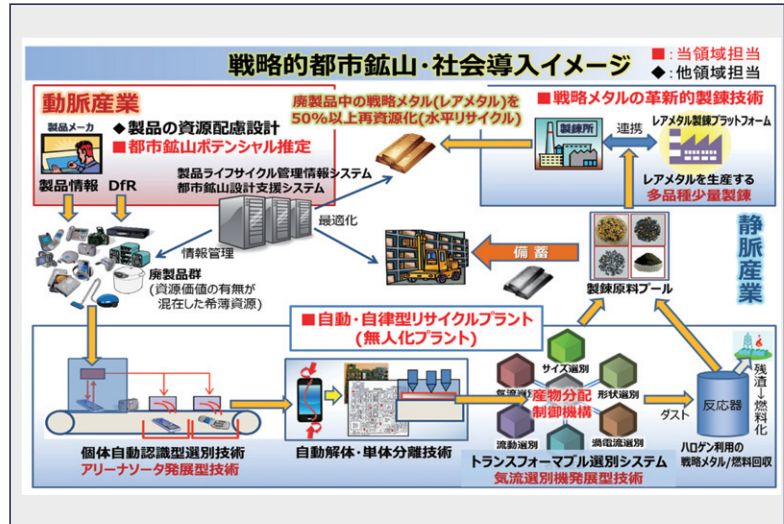 戦略的都市鉱山・社会導入イメージ
■:当領域担当
◆:他領域担当
動脈産業
製品メーカ
◆製品の資源配慮設計
■都市鉱山ポテンシャル推定
製品情報 DfR
廃製品中の戦略メタル(レアメタル)を
50%以上再資源化(水平リサイクル)
■戦略メタルの革新的製錬技術
製錬所
連携
レアメタル製錬プラットフォーム
レアメタルを生産する
多品種少量製錬
製品ライフサイクル管理情報システム
都市鉱山設計支援システム
最適化
情報管理
備蓄
製錬原料プール
静脈産業
廃製品群
(資源価値の有無が
混在した希薄資源)
■自動・自律型リサイクルプラント
(無人化プラント)
個体自動認識型選別技術
アリーナソータ発展型技術
自動解体・単体分離技術
サイズ選別
気流選別
形状選別
産物分配
制御機構
流動選別
渦電流選別
トランスフォーマブル選別システム
気流選別機発展型技術
ダスト
反応器
残渣→燃料化
ハロゲン利用の
戦略メタル/燃料回収